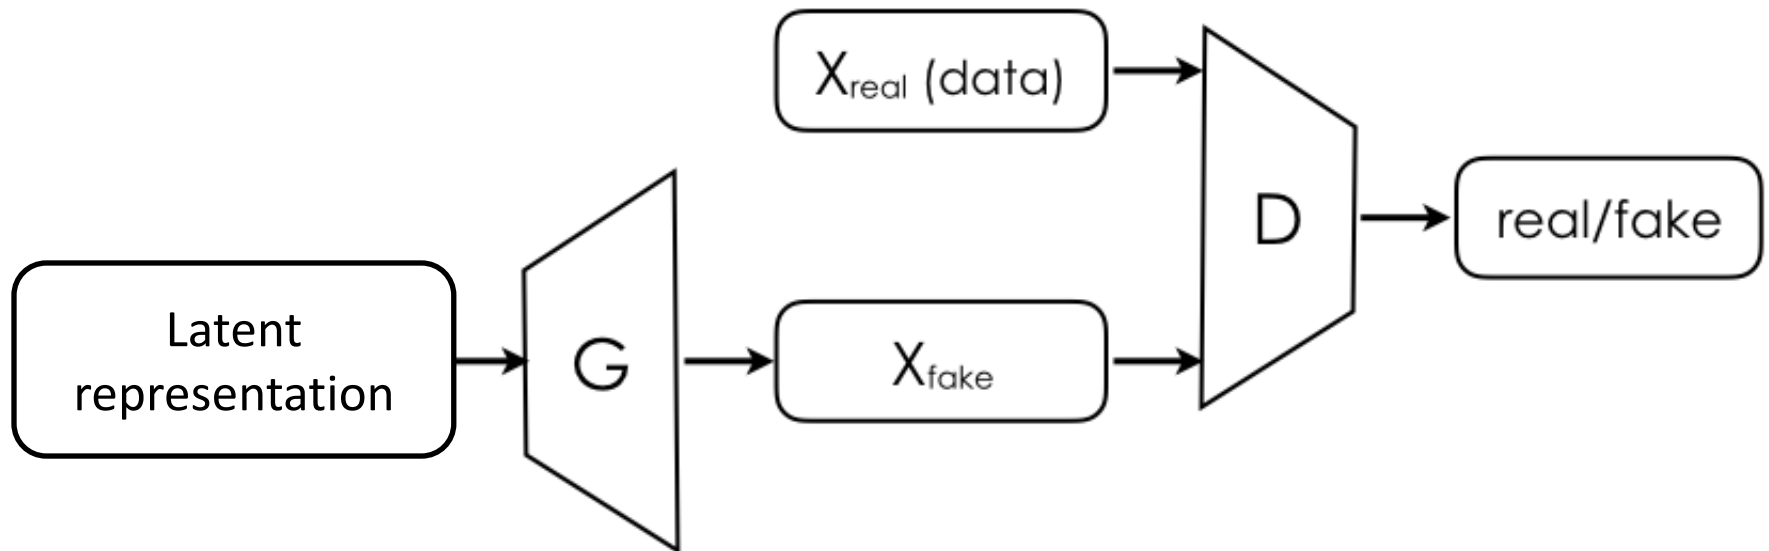 Xreal (data)
Latent
representation
G
Xfake
D
real/fake